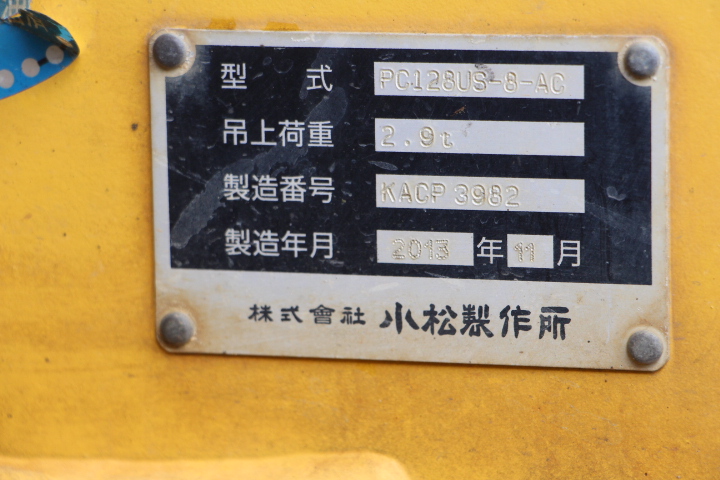 型 式 PC128US-8-AC
吊上荷重 2.9t
製造番号 KACP 3982
製造年月 2013 年 11 月
株式會社 小松製作所